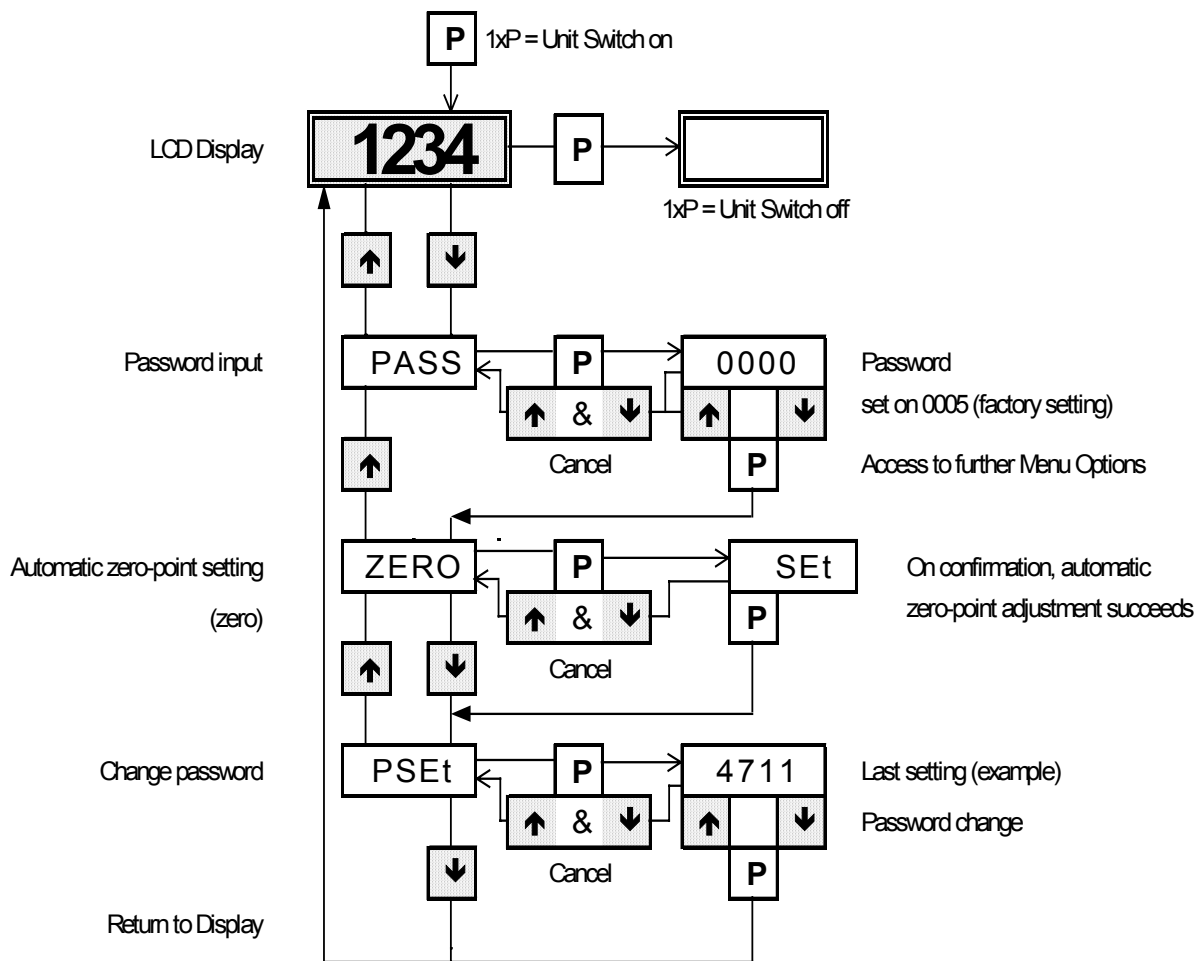 P 1xP = Unit Switch on
LCD Display 1234 P
1xP = Unit Switch off
↑ ↓
Password input PASS P 0000 Password
↑ & ↓ ↑ ↓ set on 0005 (factory setting)
↑ Cancel P Access to further Menu Options
Automatic zero-point setting ZERO P SEt On confirmation, automatic
(zero) ↑ & ↓ P zero-point adjustment succeeds
↑ ↓ Cancel
Change password PSEt P 4711 Last setting (example)
↑ & ↓ ↑ ↓ Password change
↓ Cancel P
Return to Display